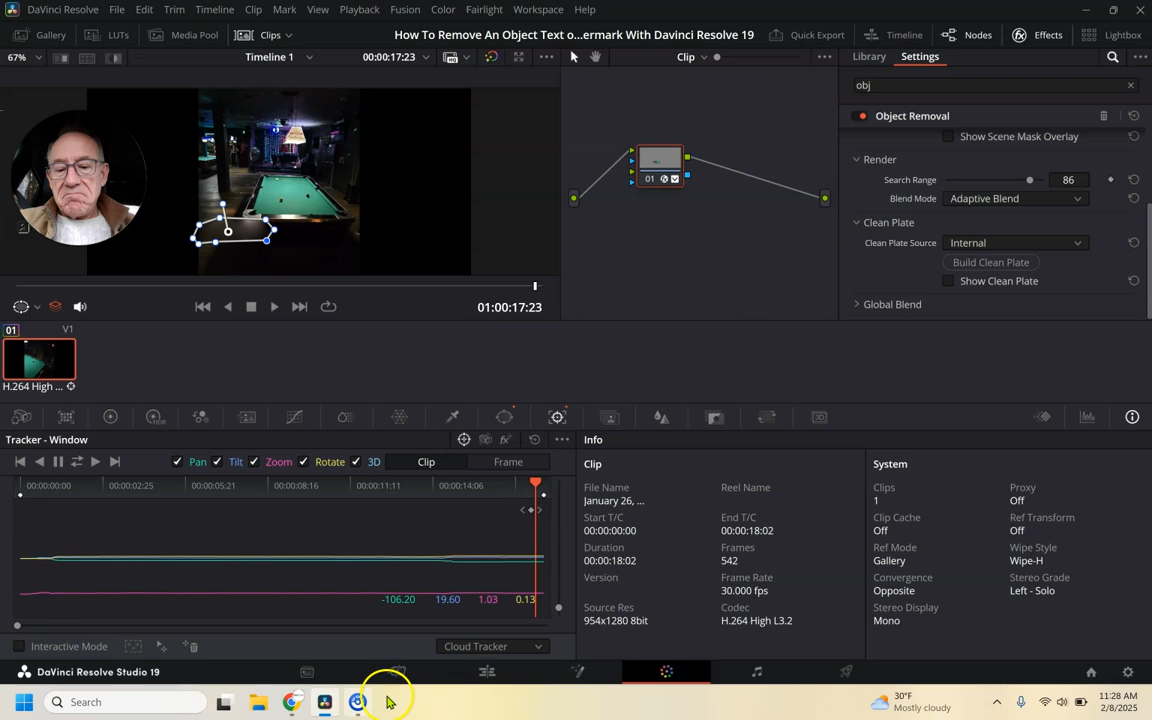 DaVinci Resolve File Edit Trim Timeline Clip Mark View Playback Fusion Color Fairlight Workspace Help
Gallery LUTs Media Pool Clips How To Remove An Object Text o...ermark With Davinci Resolve 19 Quick Export Timeline Nodes Effects Lightbox
67% Timeline 1 00:00:17:23 Clip Library Settings
obj
Object Removal
Show Scene Mask Overlay
Render
Search Range 86
Blend Mode Adaptive Blend
Clean Plate
Clean Plate Source Internal
Build Clean Plate
Show Clean Plate
Global Blend
01
01:00:17:23
01 V1
H.264 High ...
Tracker - Window Info
Pan Tilt Zoom Rotate 3D Clip Frame
00:00:00:00 00:00:02:25 00:00:05:21 00:00:08:16 00:00:11:11 00:00:14:06
-106.20 19.60 1.03 0.13
Interactive Mode Cloud Tracker
Clip System
File Name Reel Name Clips Proxy
January 26, ... 1 Off
Start T/C End T/C Clip Cache Ref Transform
00:00:00:00 00:00:18:02 Off Off
Duration Frames Ref Mode Wipe Style
00:00:18:02 542 Gallery Wipe-H
Version Frame Rate Convergence Stereo Grade
30.000 fps Opposite Left - Solo
Source Res Codec Stereo Display
954x1280 8bit H.264 High L3.2 Mono
DaVinci Resolve Studio 19
Search 30°F 11:28 AM
Mostly cloudy 2/8/2025